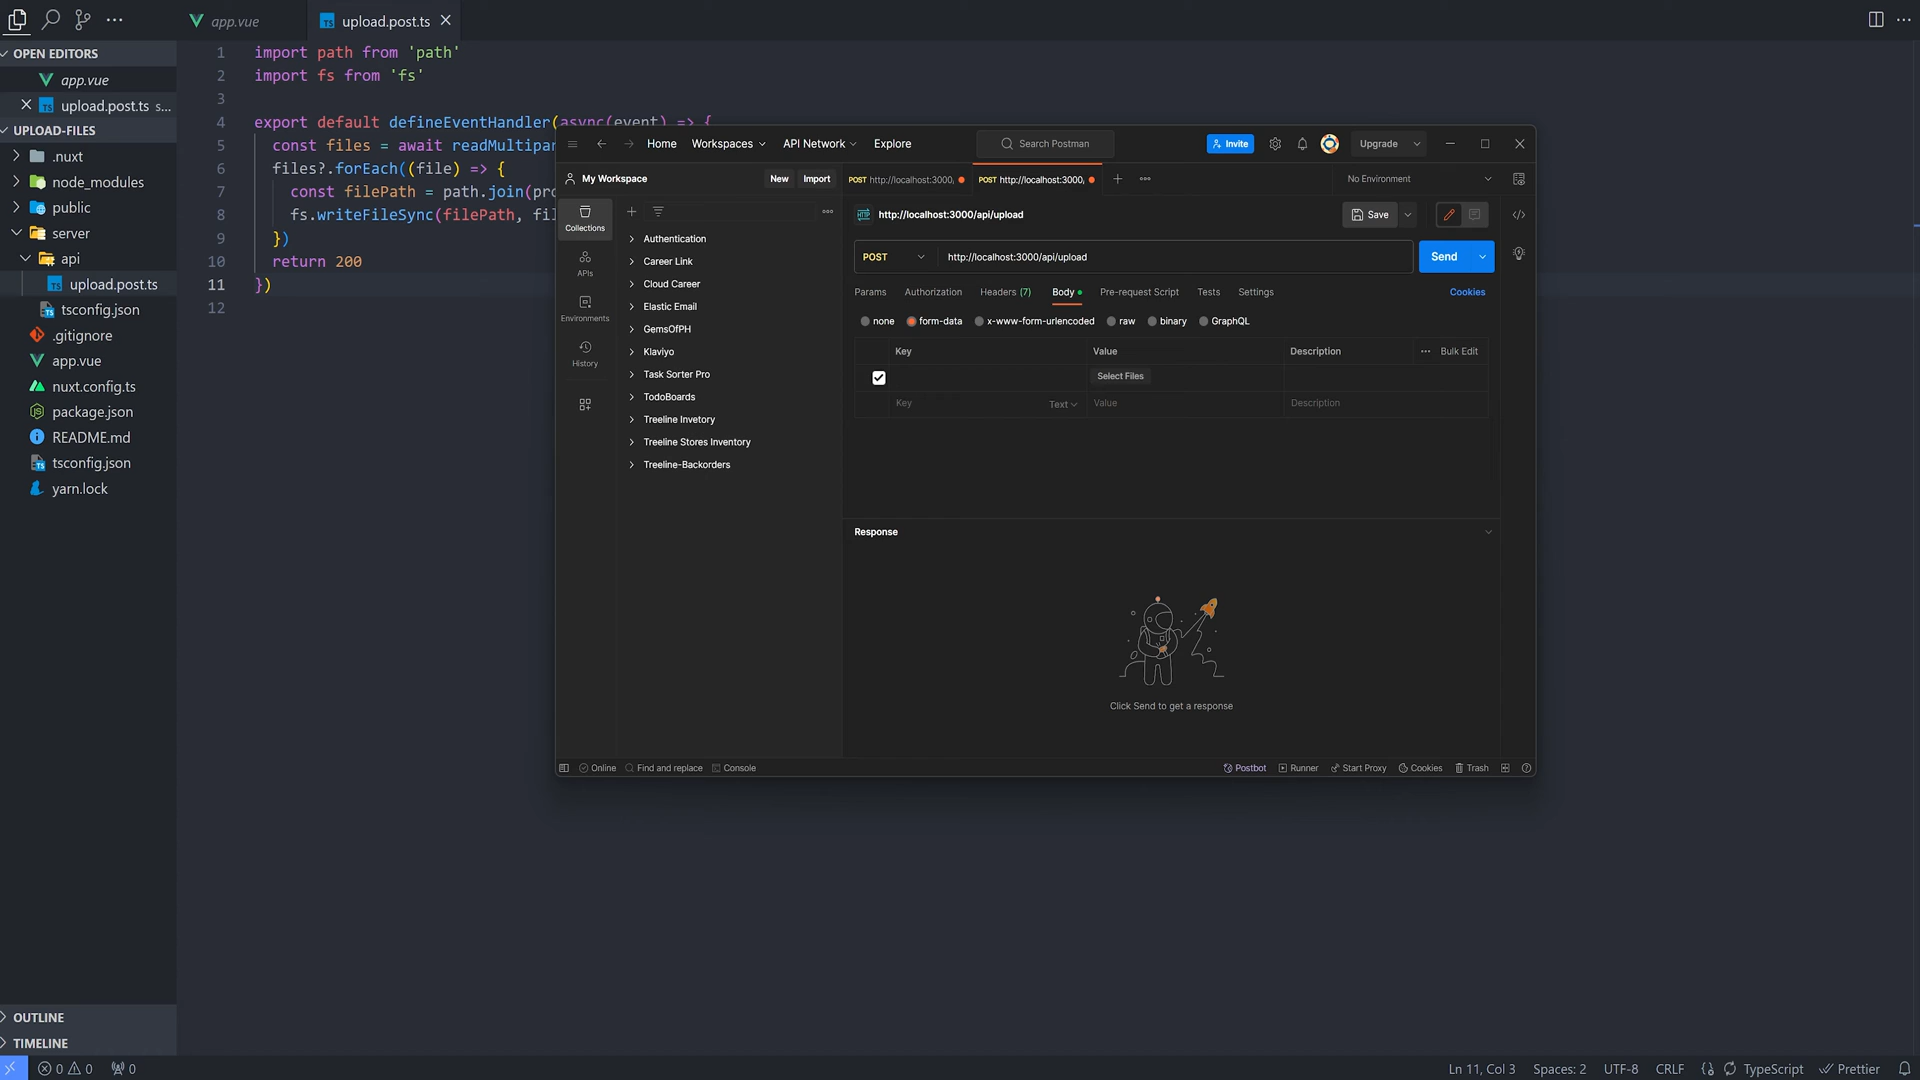 app.vue
upload.post.ts
OPEN EDITORS
app.vue
upload.post.ts s...
UPLOAD-FILES
.nuxt
node_modules
public
server
api
upload.post.ts
tsconfig.json
.gitignore
app.vue
nuxt.config.ts
package.json
README.md
tsconfig.json
yarn.lock
OUTLINE
TIMELINE
1 import path from 'path'
2 import fs from 'fs'
3
4 export default defineEventHandler(async(event) => {
5 const files = await readMultipar
6 files?.forEach((file) => {
7 const filePath = path.join(pro
8 fs.writeFileSync(filePath, fil
9 })
10 return 200
11 })
12
Home Workspaces API Network Explore Search Postman Invite Upgrade
My Workspace New Import
POST http://localhost:3000, POST http://localhost:3000, No Environment
Collections
APIs
Environments
History
Authentication
Career Link
Cloud Career
Elastic Email
GemsOfPH
Klaviyo
Task Sorter Pro
TodoBoards
Treeline Invetory
Treeline Stores Inventory
Treeline-Backorders
HTTP http://localhost:3000/api/upload Save
POST http://localhost:3000/api/upload Send
Params Authorization Headers (7) Body Pre-request Script Tests Settings Cookies
none form-data x-www-form-urlencoded raw binary GraphQL
Key Value Description Bulk Edit
Select Files
Key Text Value Description
Response
Click Send to get a response
Online Find and replace Console Postbot Runner Start Proxy Cookies Trash
0 0 0 Ln 11, Col 3 Spaces: 2 UTF-8 CRLF TypeScript Prettier